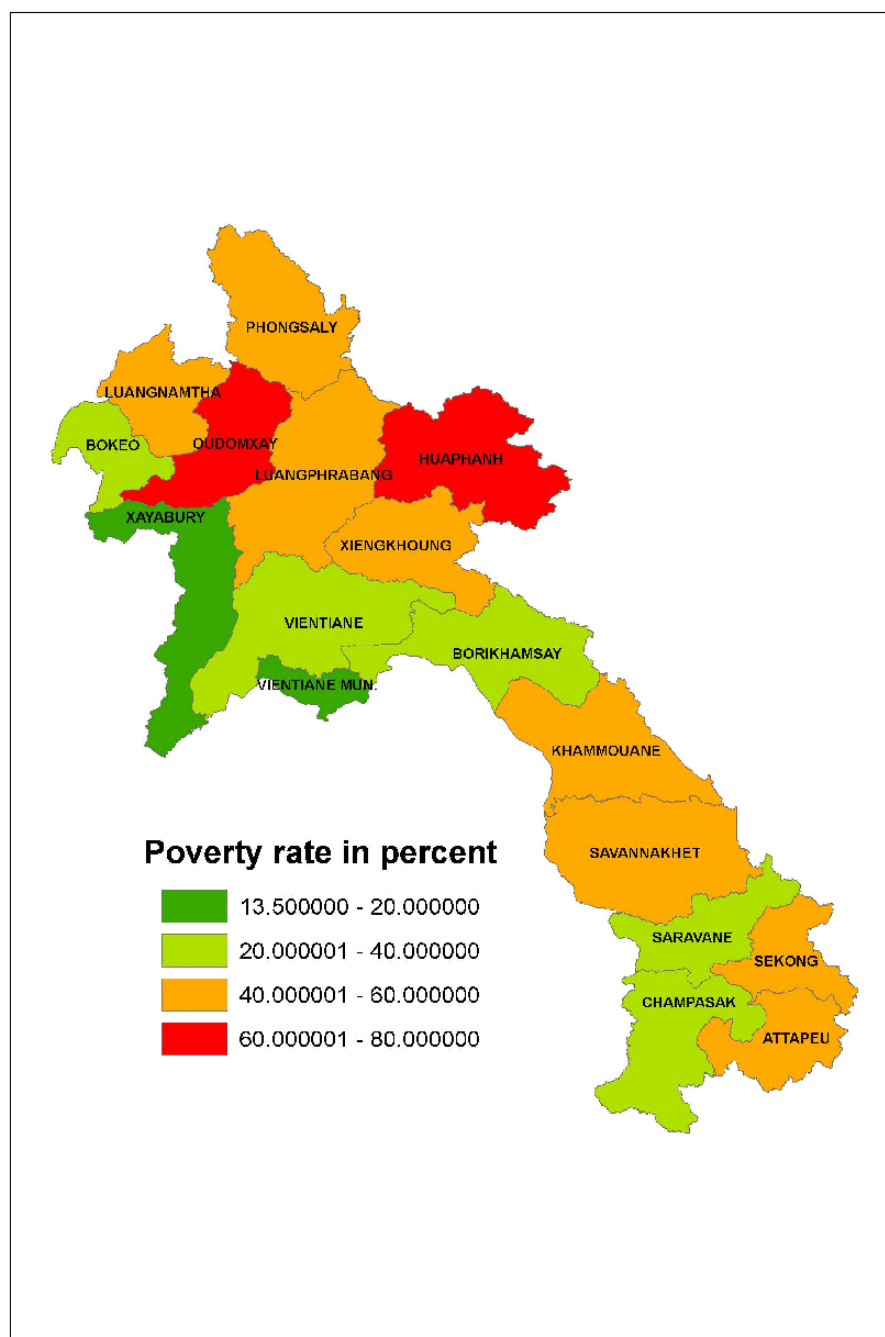 PHONGSALY
LUANGNAMTHA
BOKEO
OUDOMXAY
HUAPHANH
LUANGPHRABANG
XAYABURY
XIENGKHOUNG
VIENTIANE
BORIKHAMSAY
VIENTIANE MUN.
KHAMMOUANE
SAVANNAKHET
SARAVANE
SEKONG
CHAMPASAK
ATTAPEU
Poverty rate in percent
13.500000 - 20.000000
20.000001 - 40.000000
40.000001 - 60.000000
60.000001 - 80.000000